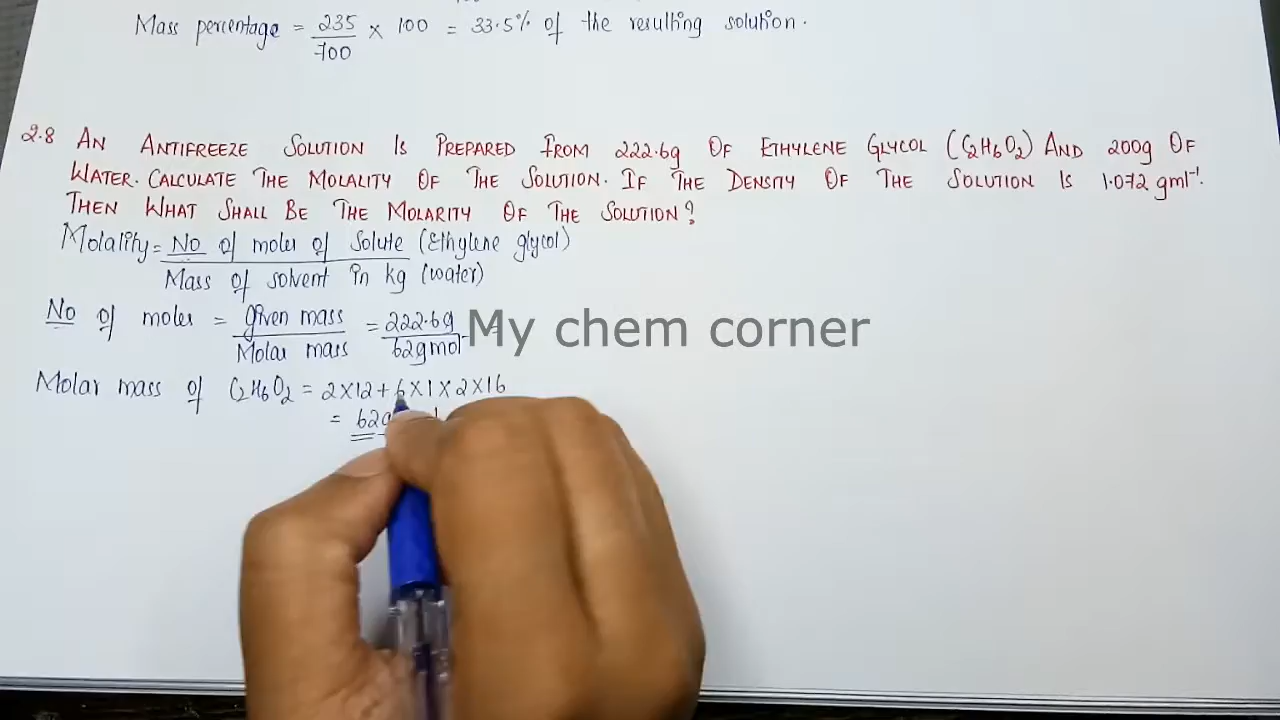 Mass percentage = 235/700 × 100 = 33.5% of the resulting solution.
2.8 AN ANTIFREEZE SOLUTION IS PREPARED FROM 222.6g OF ETHYLENE GLYCOL (C2H6O2) AND 200g OF
WATER. CALCULATE THE MOLALITY OF THE SOLUTION. IF THE DENSITY OF THE SOLUTION IS 1.072 gml⁻¹.
THEN WHAT SHALL BE THE MOLARITY OF THE SOLUTION?
Molality = No of moles of Solute (Ethylene glycol)
Mass of solvent in kg (water)
No of moles = given mass / Molar mass = 222.6g / 62gmol =
My chem corner
Molar mass of C2H6O2 = 2×12+6×1×2×16
= 62g